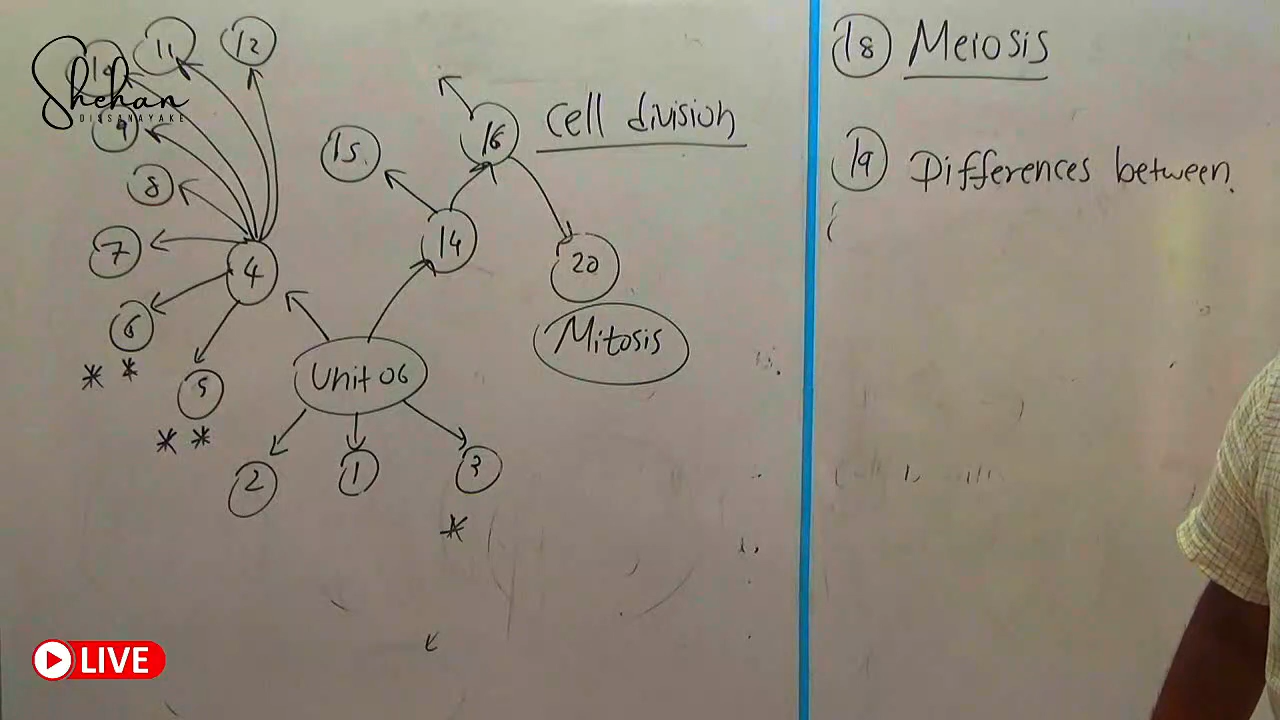 Shehan
DISSANAYAKE
10
11
12
9
8
7
4
6
* *
5
* *
15
16
cell division
14
20
Mitosis
Unit 06
2
1
3
*
LIVE
18 Meiosis
19 Differences between